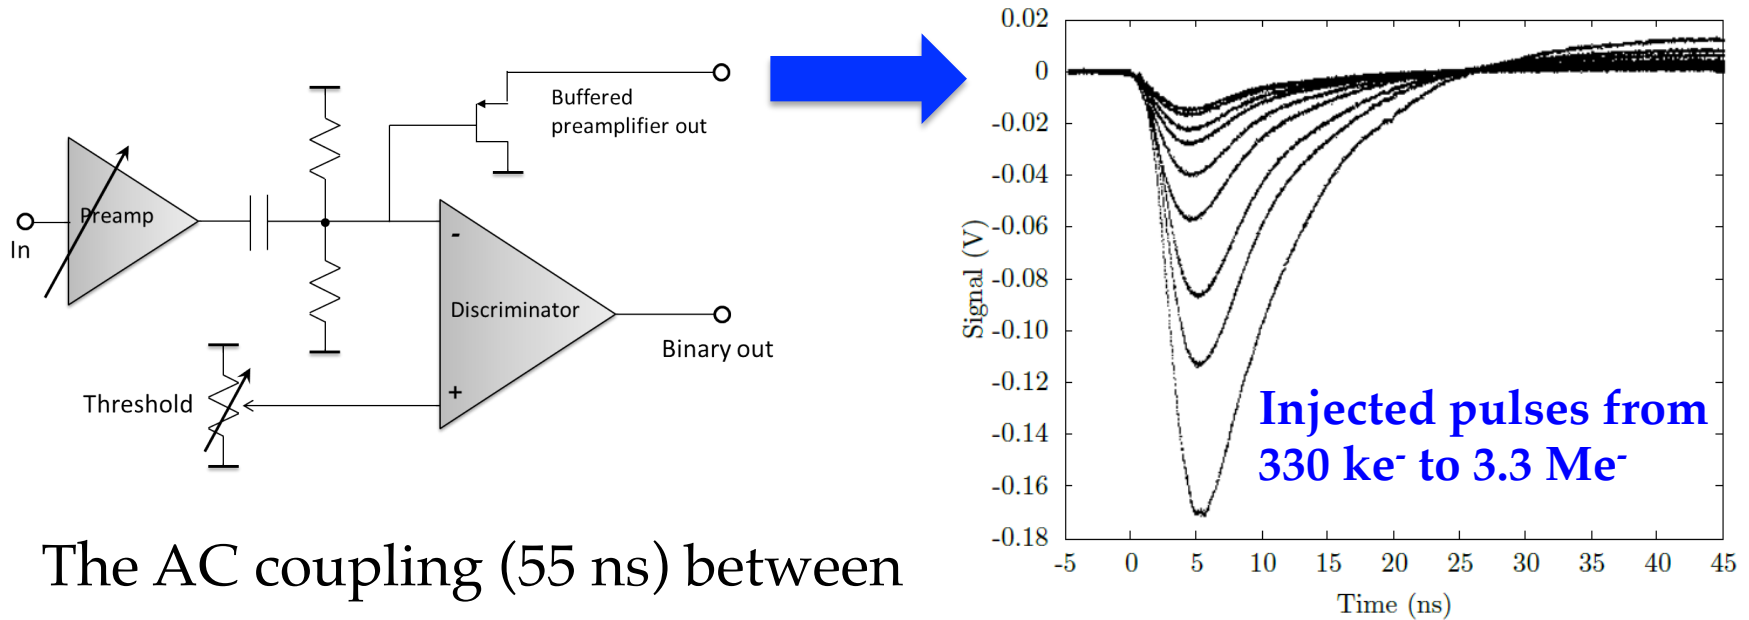 Buffered
preamplifier out
Preamp
In
-
Discriminator
+
Binary out
Threshold
The AC coupling (55 ns) between
0.02
0
-0.02
-0.04
-0.06
-0.08
-0.10
-0.12
-0.14
-0.16
-0.18
Signal (V)
Injected pulses from
330 ke- to 3.3 Me-
-5 0 5 10 15 20 25 30 35 40 45
Time (ns)